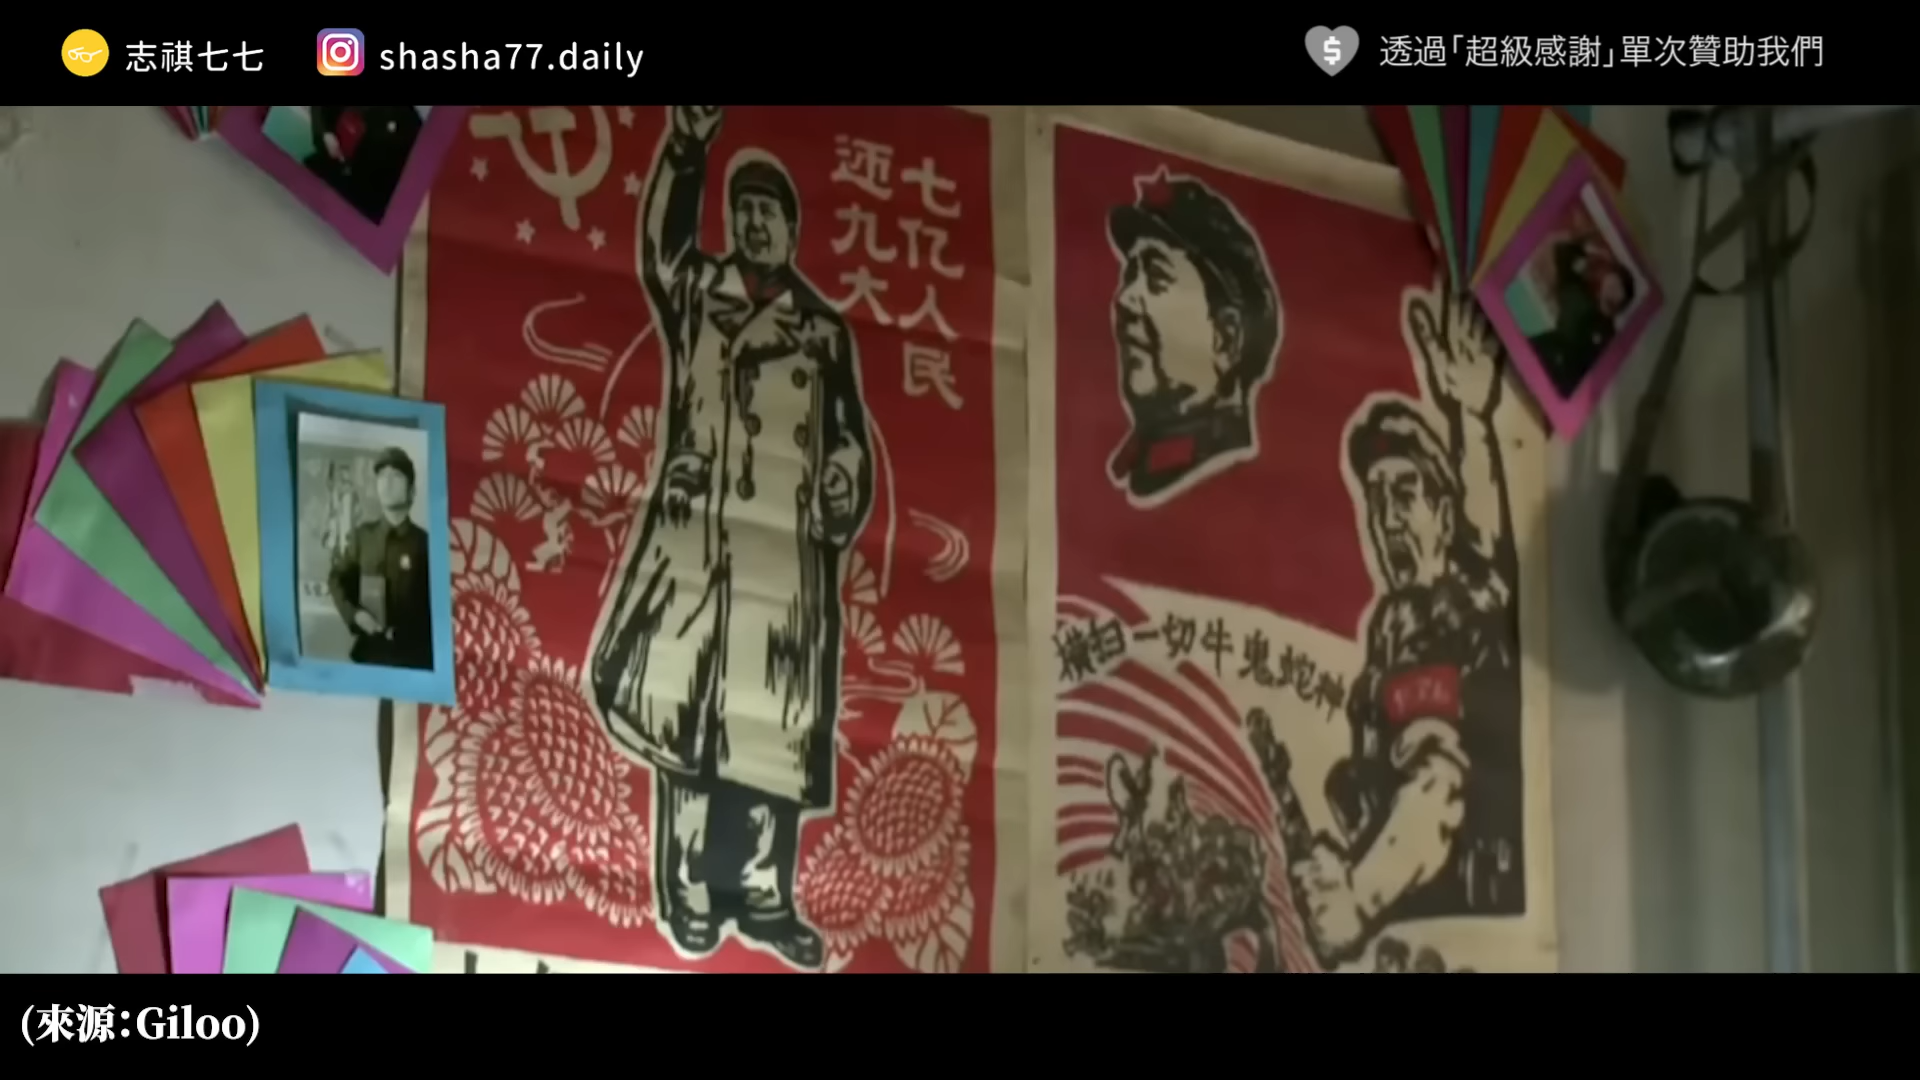 志祺七七
shasha77.daily
透過「超級感謝」單次贊助我們
七亿人民
迊九大
横扫一切牛鬼蛇神
(來源:Giloo)